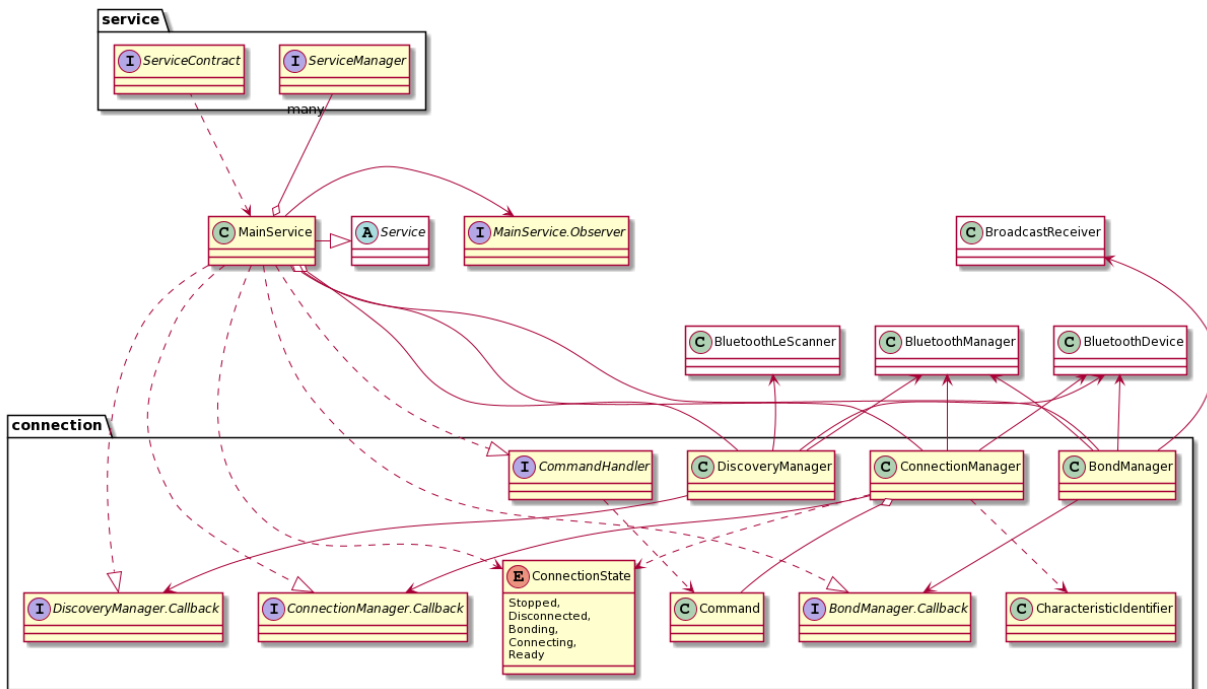 service
I ServiceContract
I ServiceManager
many
C MainService
A Service
I MainService.Observer
C BroadcastReceiver
C BluetoothLeScanner
C BluetoothManager
C BluetoothDevice
connection
I CommandHandler
C DiscoveryManager
C ConnectionManager
C BondManager
I DiscoveryManager.Callback
I ConnectionManager.Callback
E ConnectionState
Stopped,
Disconnected,
Bonding,
Connecting,
Ready
C Command
I BondManager.Callback
C CharacteristicIdentifier